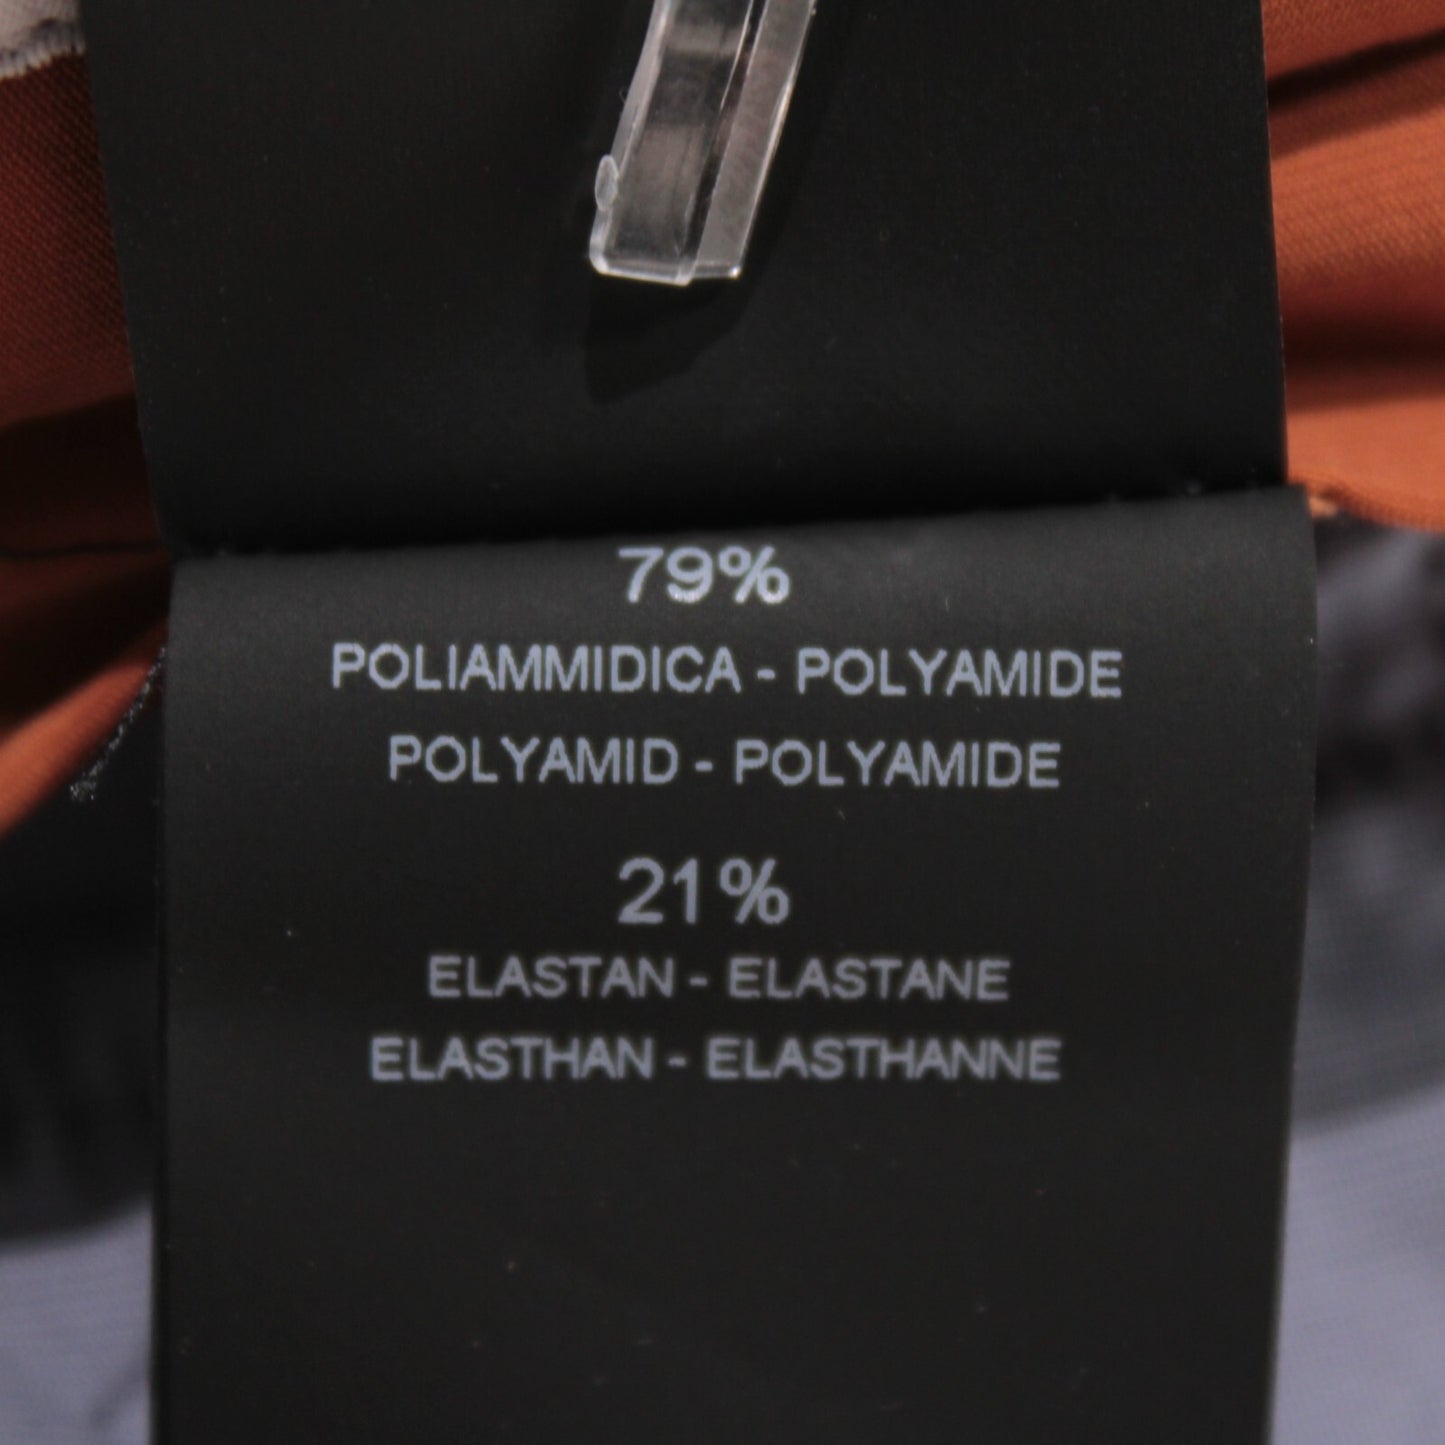 79%
POLIAMMIDICA - POLYAMIDE
POLYAMID - POLYAMIDE
21%
ELASTAN - ELASTANE
ELASTHAN - ELASTHANNE